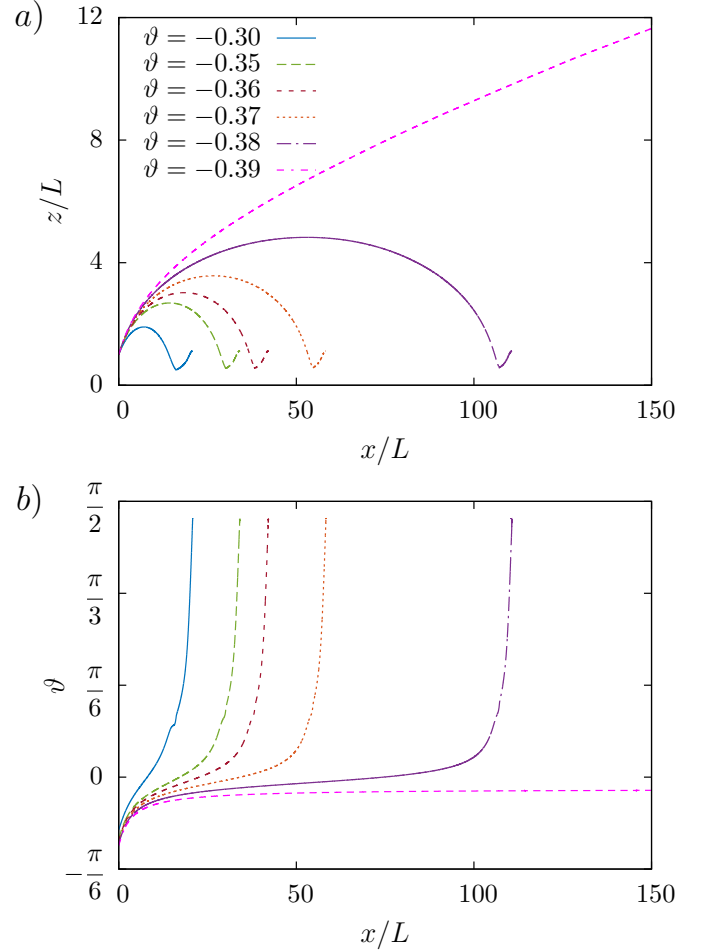 a)
12
8
4
0
z/L
ϑ = −0.30
ϑ = −0.35
ϑ = −0.36
ϑ = −0.37
ϑ = −0.38
ϑ = −0.39
0 50 100 150
x/L
b)
π/2
π/3
π/6
0
−π/6
ϑ
0 50 100 150
x/L